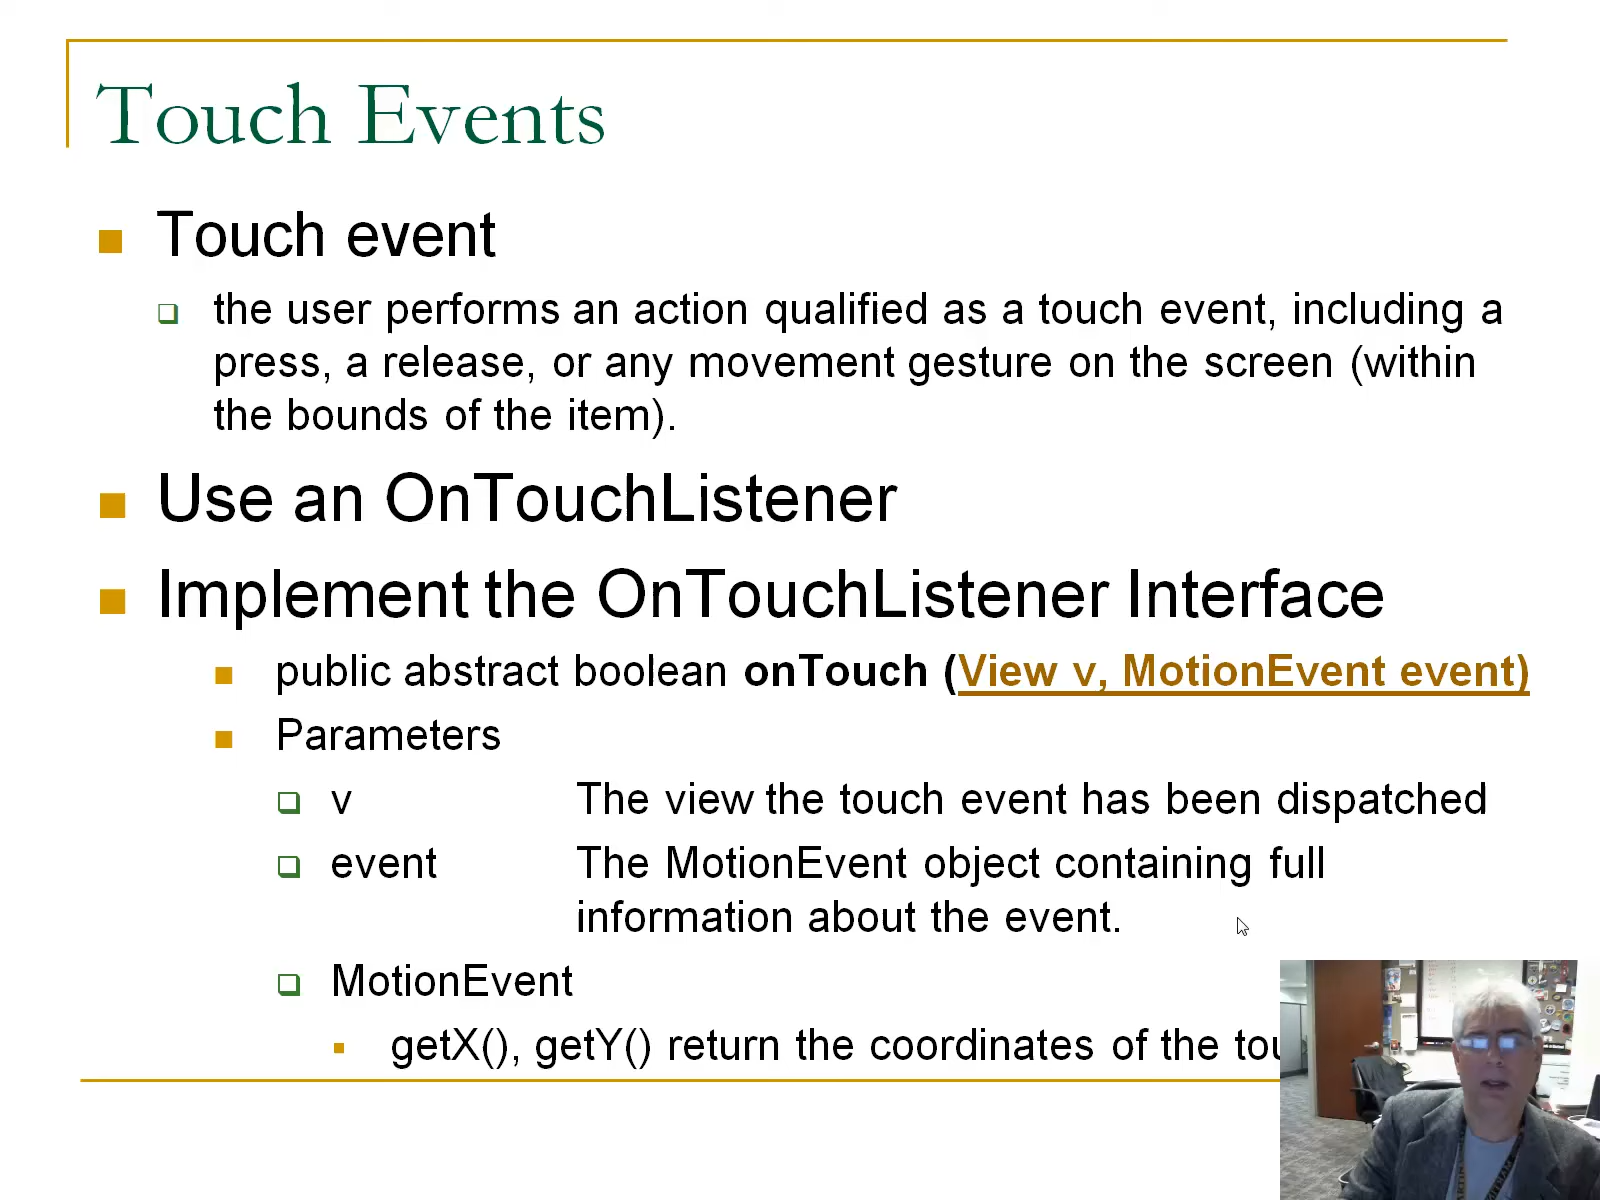 Touch Events
Touch event
the user performs an action qualified as a touch event, including a
press, a release, or any movement gesture on the screen (within
the bounds of the item).
Use an OnTouchListener
Implement the OnTouchListener Interface
public abstract boolean onTouch (View v, MotionEvent event)
Parameters
v The view the touch event has been dispatched
event The MotionEvent object containing full
information about the event.
MotionEvent
getX(), getY() return the coordinates of the